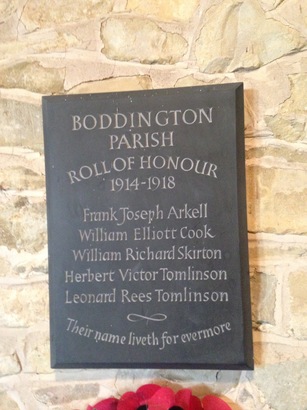 BODDINGTON
PARISH
ROLL OF HONOUR
1914-1918
Frank Joseph Arkell
William Elliott Cook
William Richard Skirton
Herbert Victor Tomlinson
Leonard Rees Tomlinson
Their name liveth for evermore